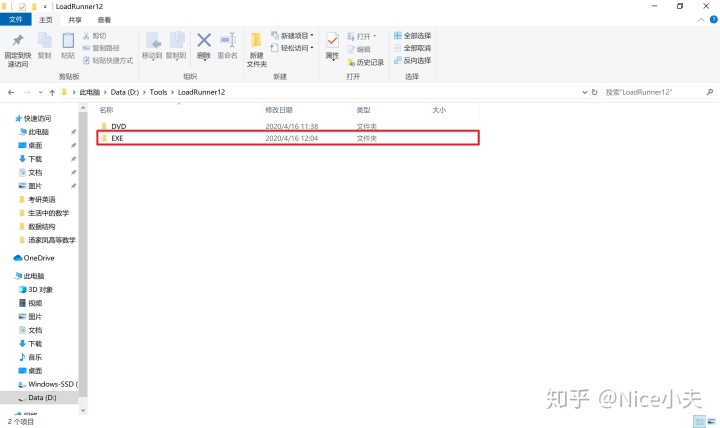 LoadRunner12
文件 主页 共享 查看
固定到快速访问 复制 粘贴 剪切 复制路径 粘贴快捷方式 移动到 复制到 删除 重命名 新建文件夹 新建项目 轻松访问 属性 打开 编辑 历史记录 全部选择 全部取消 反向选择
剪贴板 组织 新建 打开 选择
此电脑 > Data (D:) > Tools > LoadRunner12 搜索"LoadRunner12"
名称 修改日期 类型 大小
DVD 2020/4/16 11:38 文件夹
EXE 2020/4/16 12:04 文件夹
快速访问
此电脑
桌面
下载
文档
图片
考研英语
生活中的数学
数据结构
汤家凤高等数学
OneDrive
此电脑
3D 对象
视频
图片
文档
下载
音乐
桌面
Windows-SSD (
Data (D:)
2 个项目
知乎 @Nice小夫